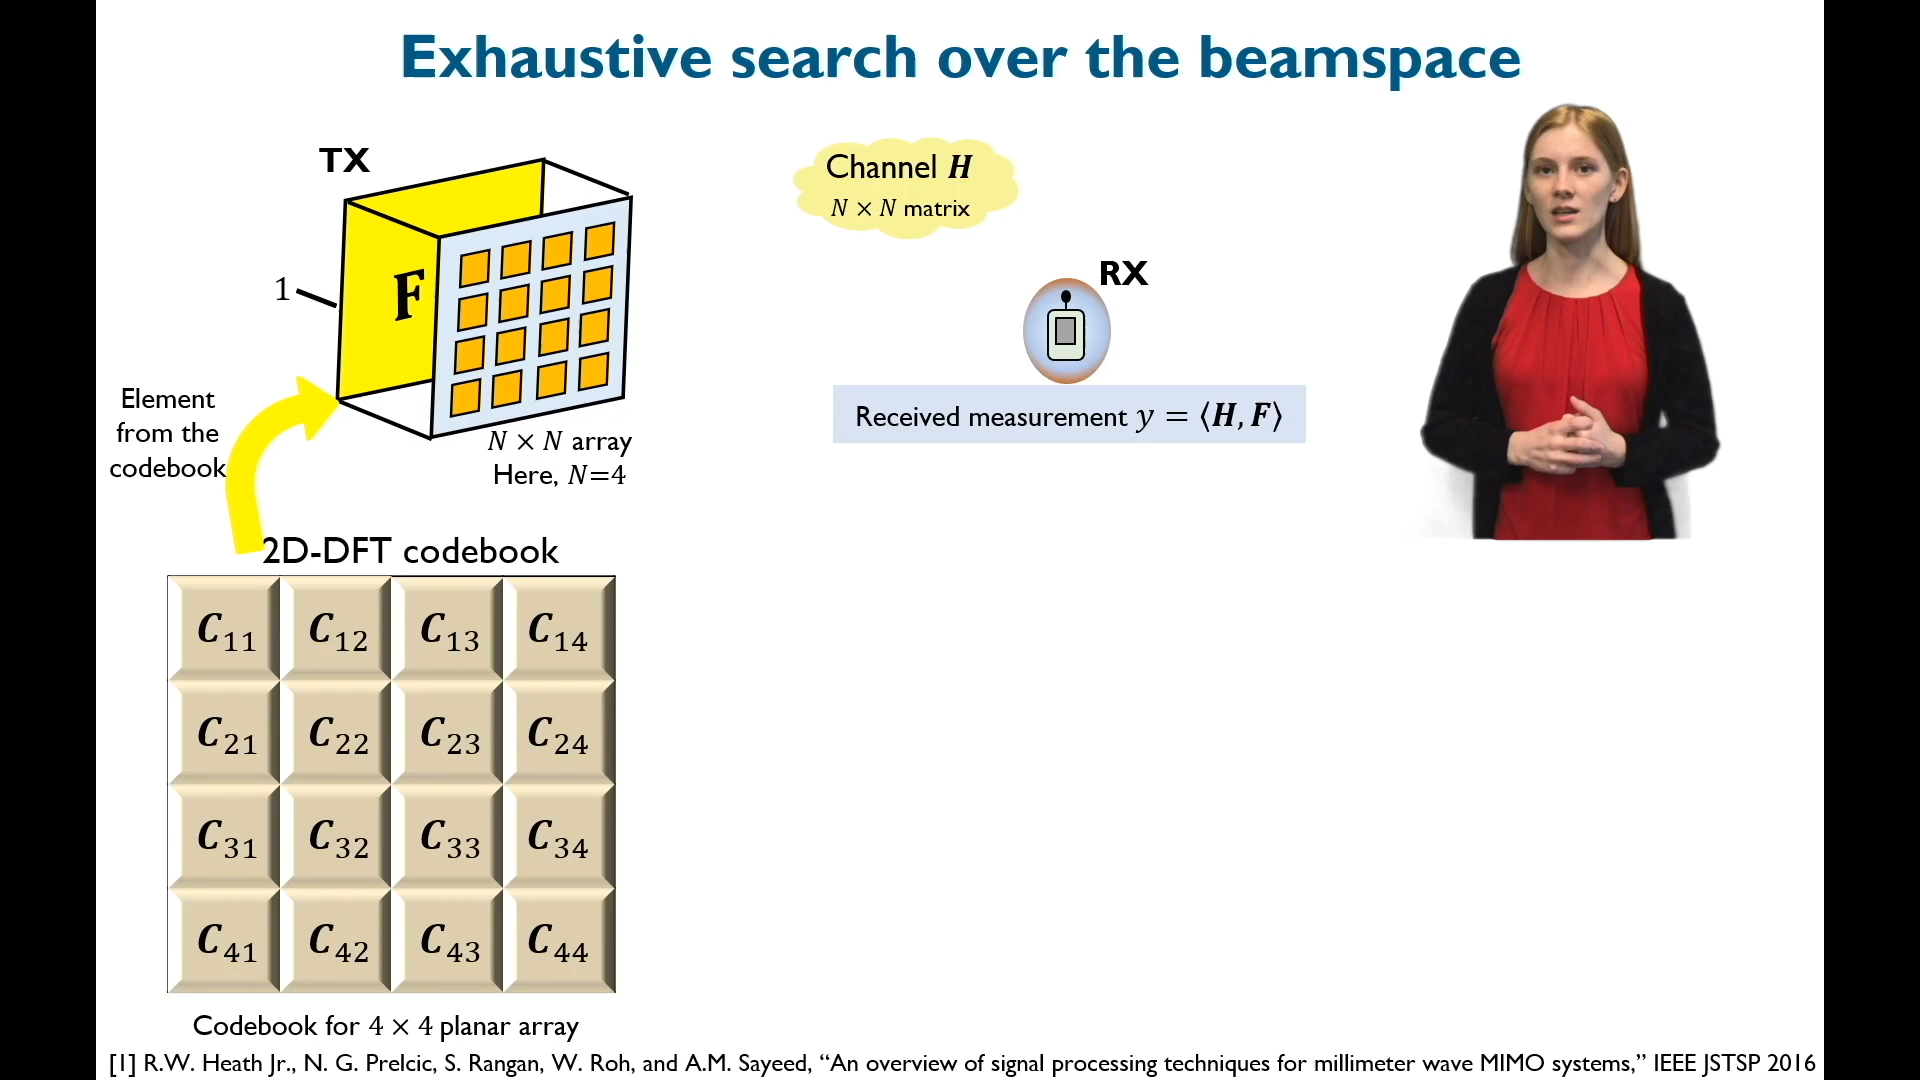 Exhaustive search over the beamspace
TX
1
F
N × N array
Here, N=4
Channel H
N × N matrix
RX
Received measurement y = ⟨H, F⟩
Element
from the
codebook
2D-DFT codebook
C11 C12 C13 C14
C21 C22 C23 C24
C31 C32 C33 C34
C41 C42 C43 C44
Codebook for 4 × 4 planar array
[1] R.W. Heath Jr., N. G. Prelcic, S. Rangan, W. Roh, and A.M. Sayeed, “An overview of signal processing techniques for millimeter wave MIMO systems,” IEEE JSTSP 2016